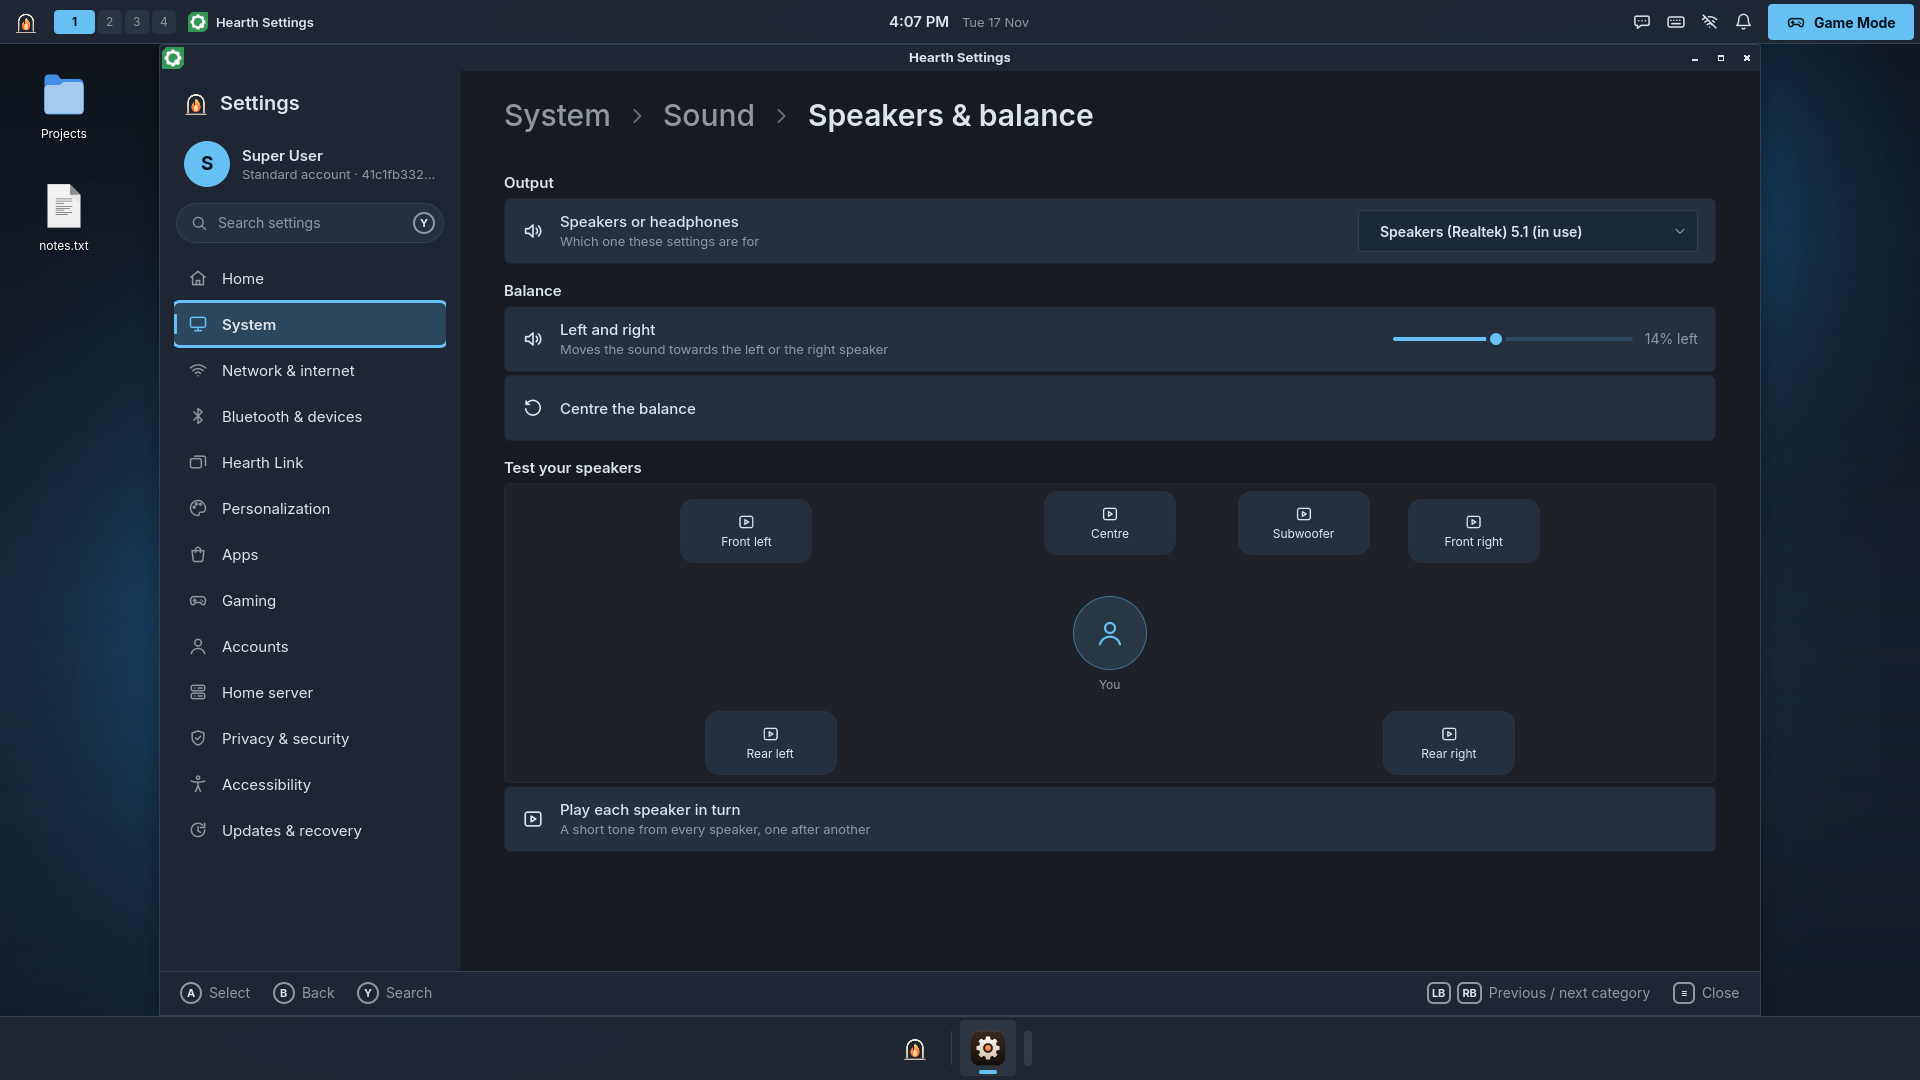 1 2 3 4 Hearth Settings
4:07 PM Tue 17 Nov
Game Mode
Hearth Settings
Projects
notes.txt
Settings
S
Super User
Standard account · 41c1fb332...
Search settings Y
Home
System
Network & internet
Bluetooth & devices
Hearth Link
Personalization
Apps
Gaming
Accounts
Home server
Privacy & security
Accessibility
Updates & recovery
System > Sound > Speakers & balance
Output
Speakers or headphones
Which one these settings are for
Speakers (Realtek) 5.1 (in use)
Balance
Left and right
Moves the sound towards the left or the right speaker
14% left
Centre the balance
Test your speakers
Front left
Centre
Subwoofer
Front right
You
Rear left
Rear right
Play each speaker in turn
A short tone from every speaker, one after another
A Select B Back Y Search
LB RB Previous / next category Close